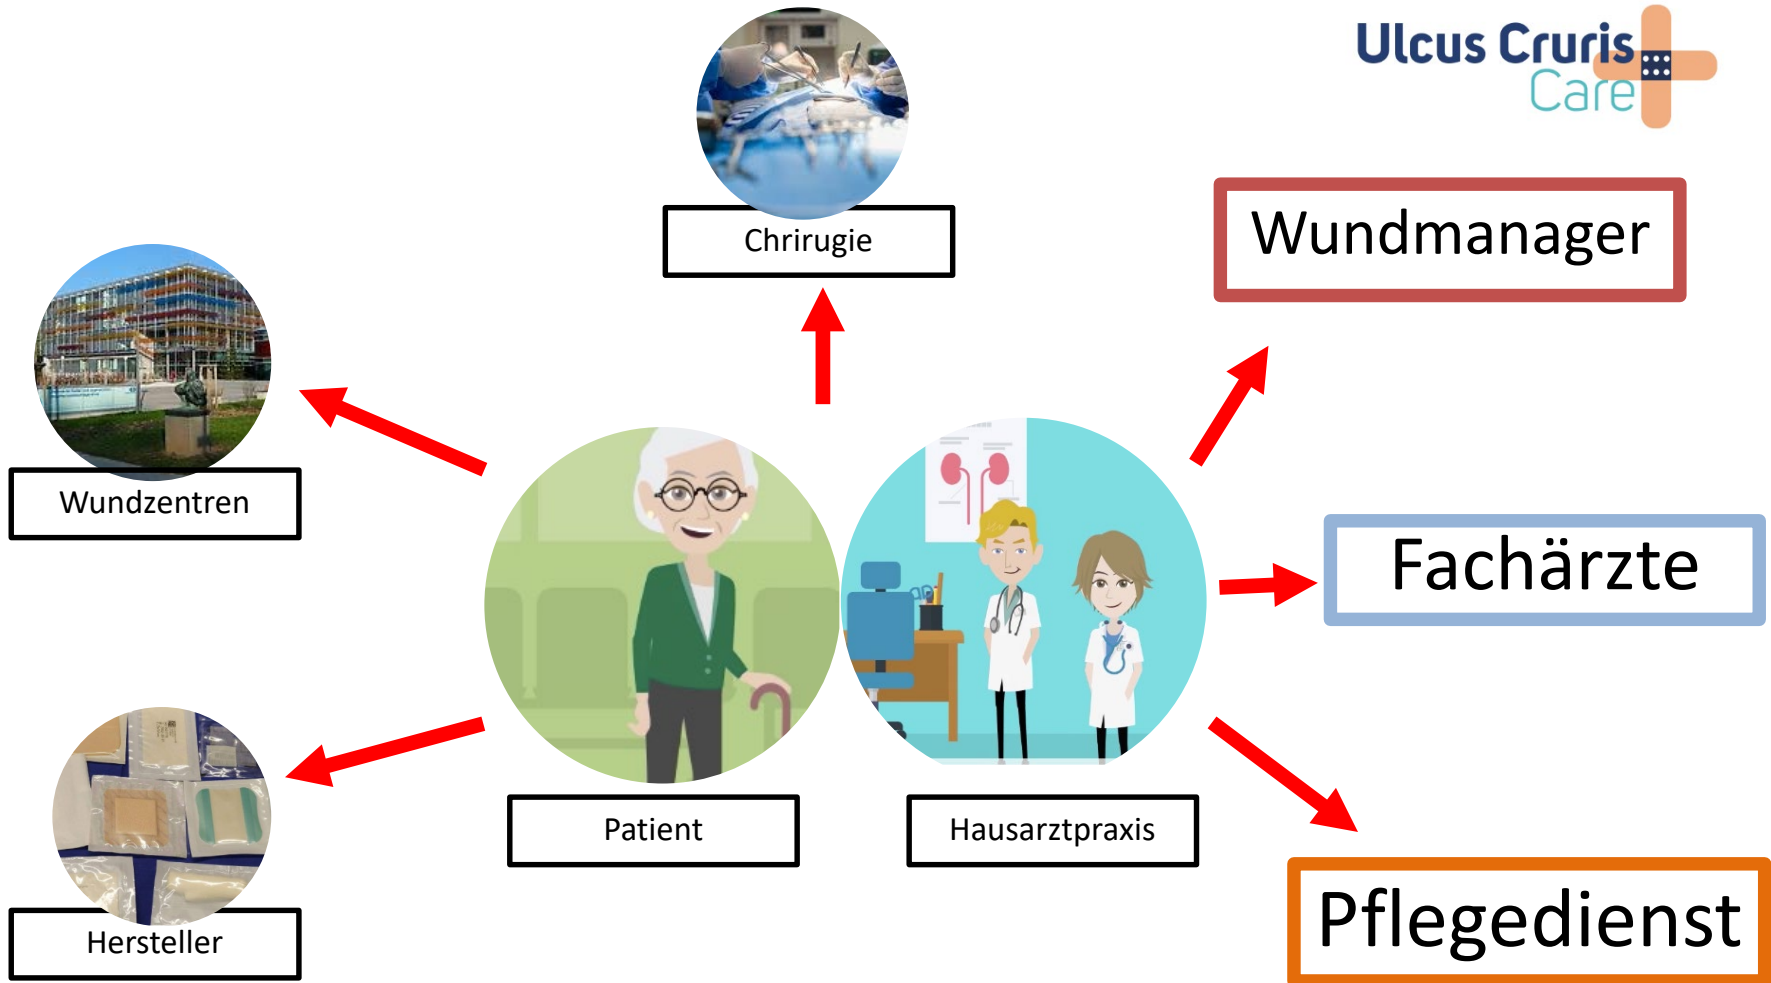 Ulcus Cruris
Care
Chrirugie
Wundmanager
Wundzentren
Fachärzte
Patient
Hausarztpraxis
Hersteller
Pflegedienst